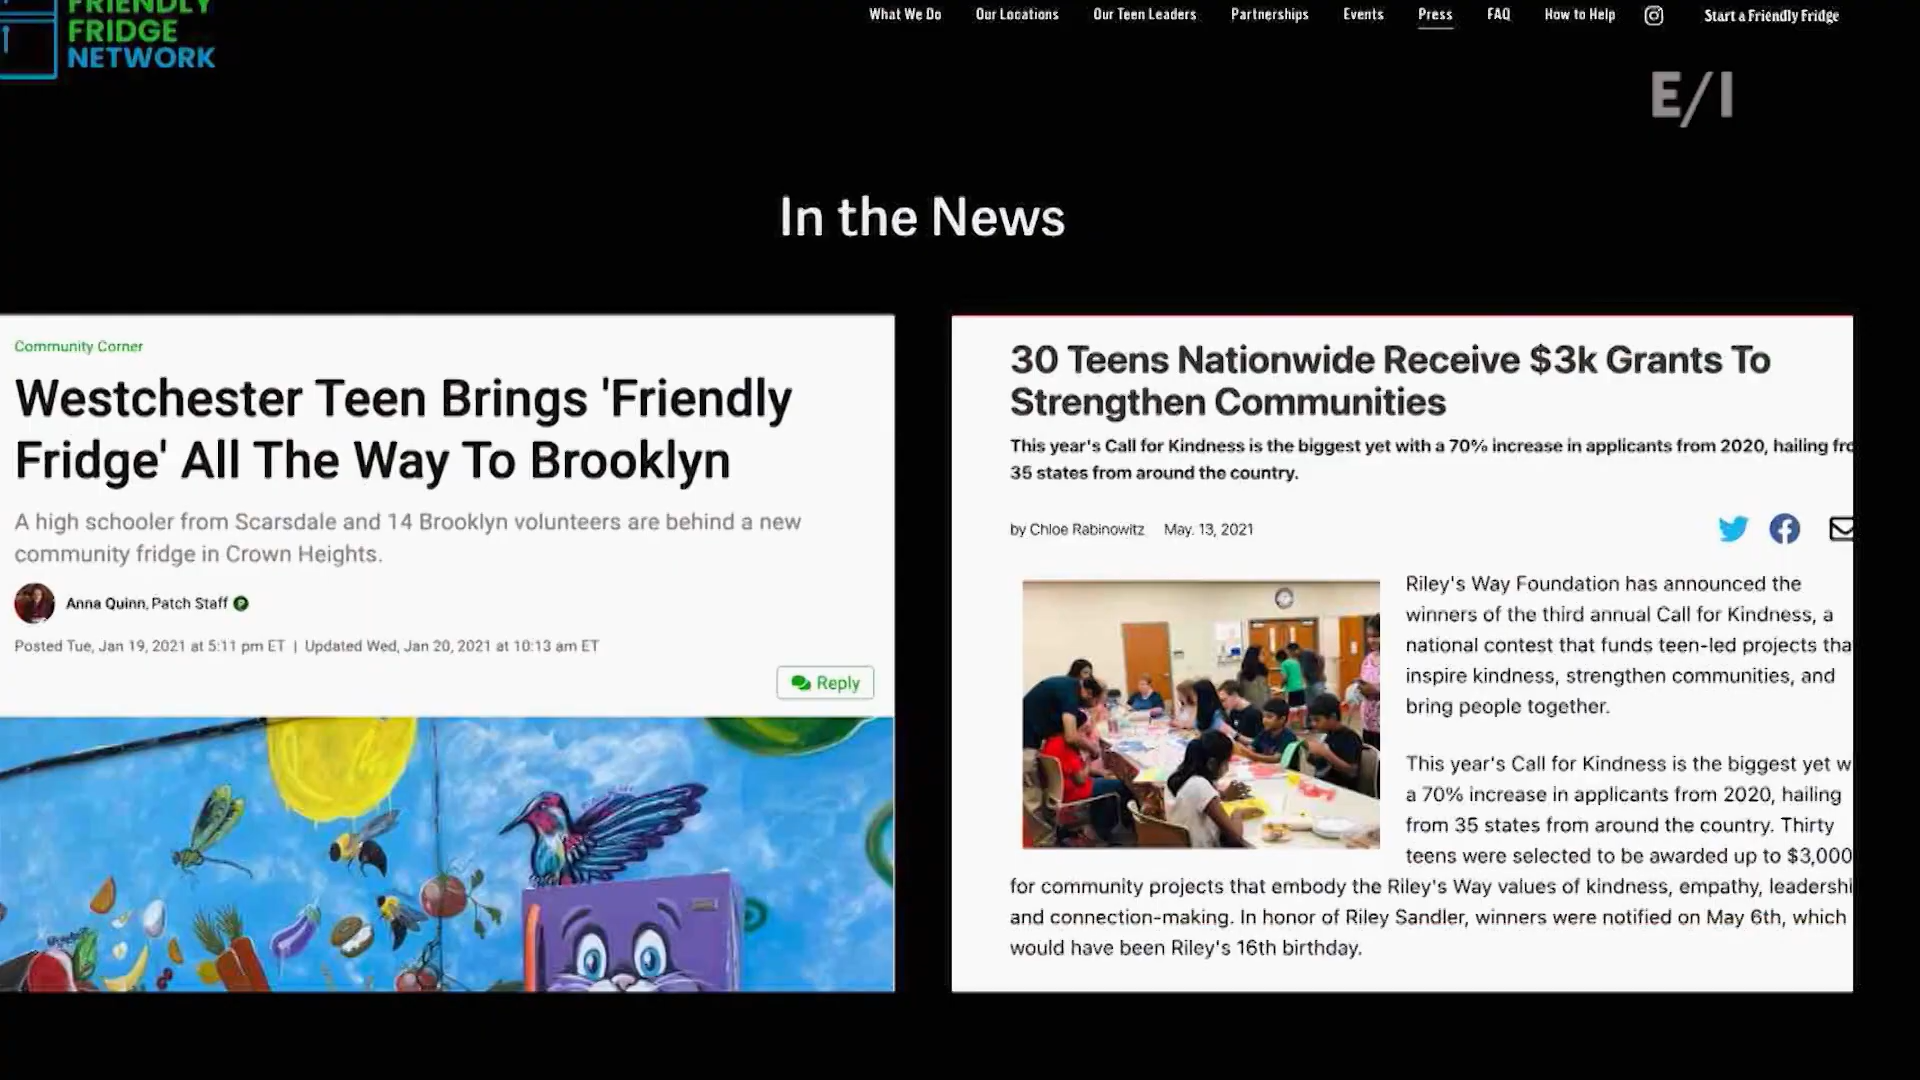 FRIENDLY
FRIDGE
NETWORK
What We Do
Our Locations
Our Teen Leaders
Partnerships
Events
Press
FAQ
How to Help
Start a Friendly Fridge
E/I
In the News
Community Corner
Westchester Teen Brings 'Friendly
Fridge' All The Way To Brooklyn
A high schooler from Scarsdale and 14 Brooklyn volunteers are behind a new
community fridge in Crown Heights.
Anna Quinn, Patch Staff
Posted Tue, Jan 19, 2021 at 5:11 pm ET | Updated Wed, Jan 20, 2021 at 10:13 am ET
Reply
30 Teens Nationwide Receive $3k Grants To
Strengthen Communities
This year's Call for Kindness is the biggest yet with a 70% increase in applicants from 2020, hailing fro
35 states from around the country.
by Chloe Rabinowitz May. 13, 2021
Riley's Way Foundation has announced the
winners of the third annual Call for Kindness, a
national contest that funds teen-led projects tha
inspire kindness, strengthen communities, and
bring people together.
This year's Call for Kindness is the biggest yet w
a 70% increase in applicants from 2020, hailing
from 35 states from around the country. Thirty
teens were selected to be awarded up to $3,000
for community projects that embody the Riley's Way values of kindness, empathy, leadershi
and connection-making. In honor of Riley Sandler, winners were notified on May 6th, which
would have been Riley's 16th birthday.